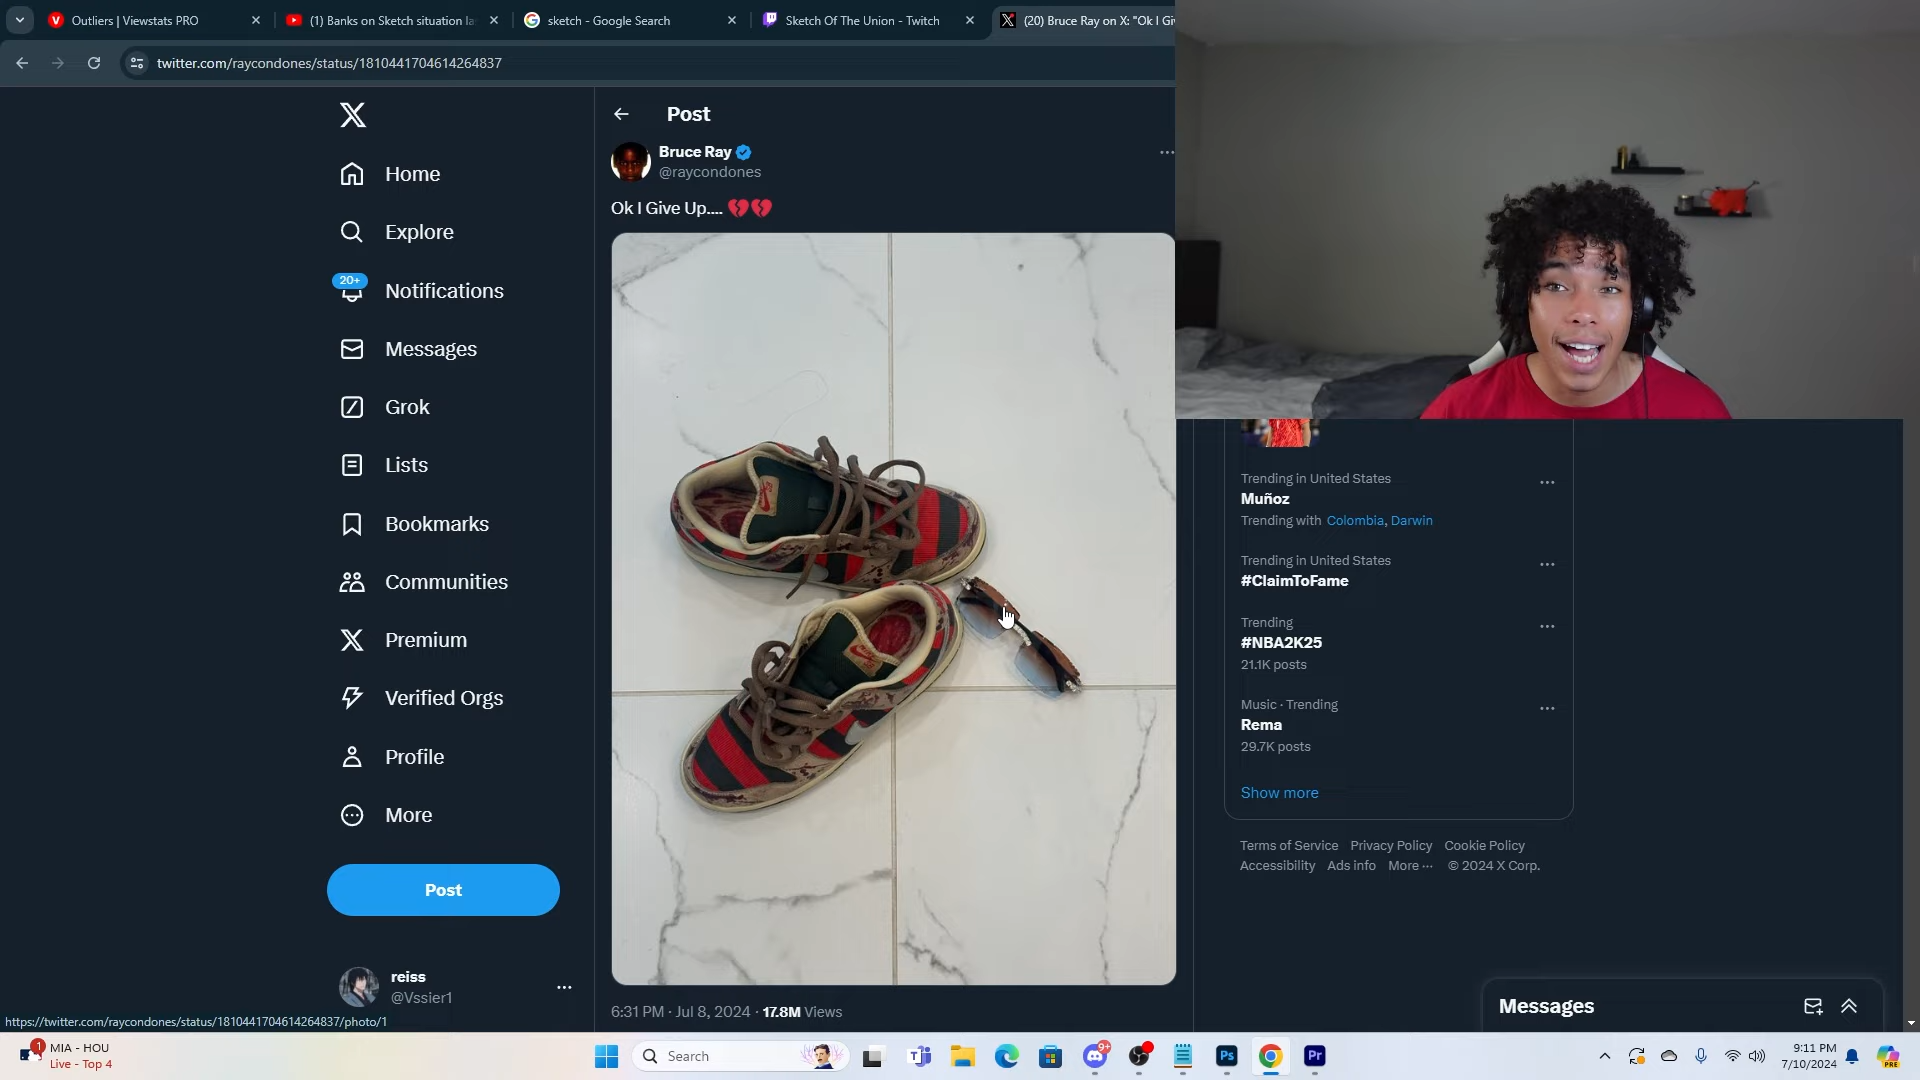 Outliers | Viewstats PRO
(1) Banks on Sketch situation la
sketch - Google Search
Sketch Of The Union - Twitch
(20) Bruce Ray on X: "Ok I Gi
twitter.com/raycondones/status/1810441704614264837
Post
Bruce Ray
@raycondones
Ok I Give Up....
Home
Explore
20+
Notifications
Messages
Grok
Lists
Bookmarks
Communities
Premium
Verified Orgs
Profile
More
Post
reiss
@Vssier1
https://twitter.com/raycondones/status/1810441704614264837/photo/1
6:31 PM · Jul 8, 2024 · 17.8M Views
Trending in United States
Muñoz
Trending with Colombia, Darwin
Trending in United States
#ClaimToFame
Trending
#NBA2K25
21.1K posts
Music · Trending
Rema
29.7K posts
Show more
Terms of Service Privacy Policy Cookie Policy
Accessibility Ads info More ··· © 2024 X Corp.
Messages
1
MIA - HOU
Live - Top 4
Search
9+
Ps
Pr
9:11 PM
7/10/2024
PRE